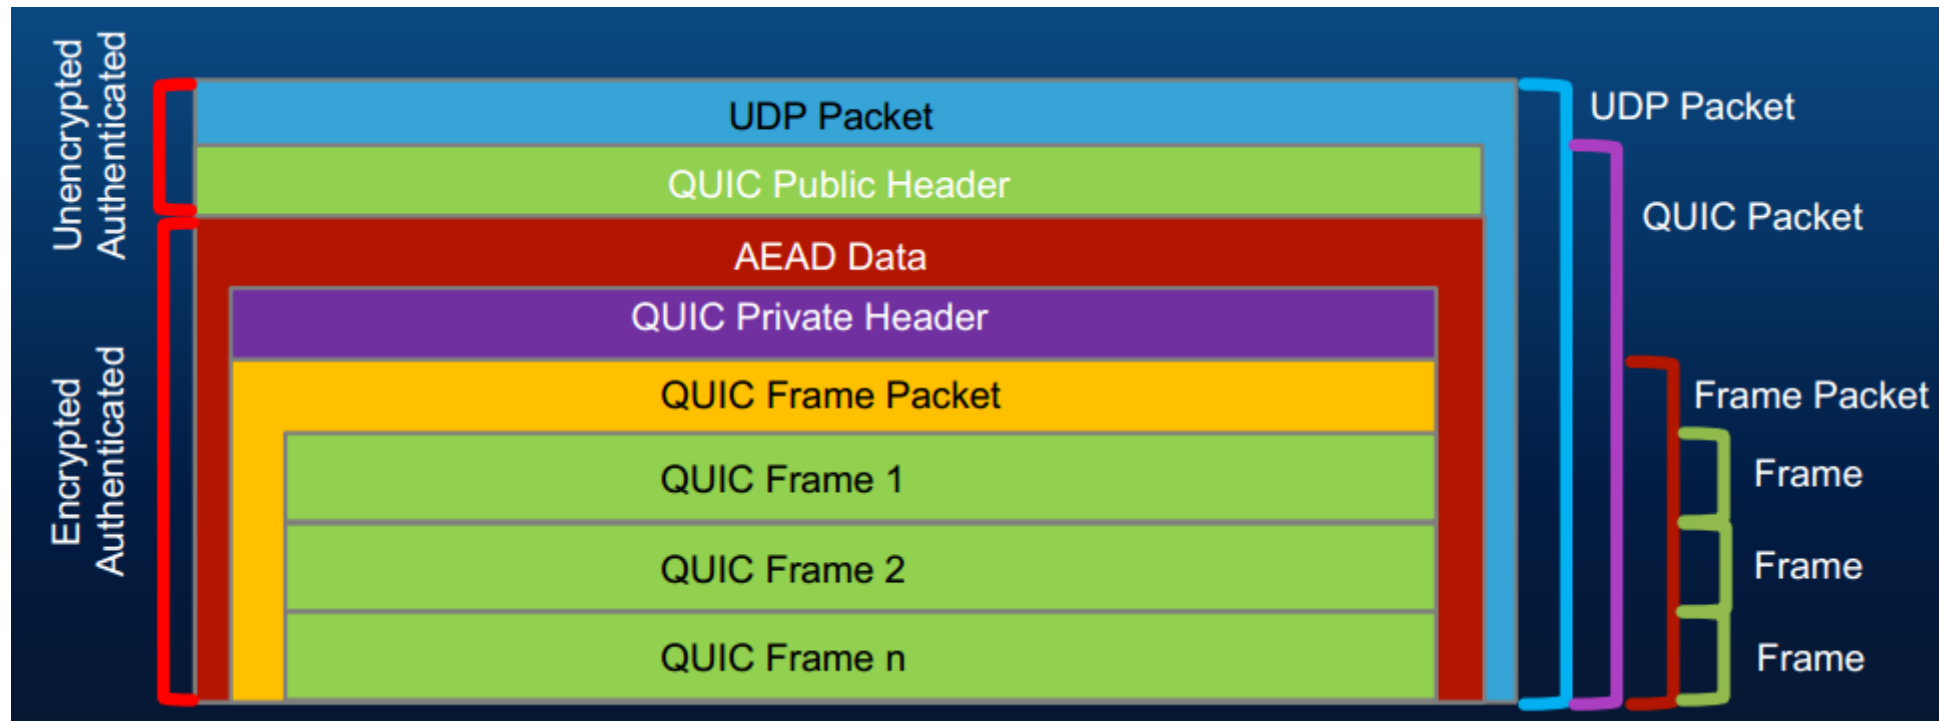 Unencrypted
Authenticated
Encrypted
Authenticated
UDP Packet
QUIC Public Header
AEAD Data
QUIC Private Header
QUIC Frame Packet
QUIC Frame 1
QUIC Frame 2
QUIC Frame n
UDP Packet
QUIC Packet
Frame Packet
Frame
Frame
Frame